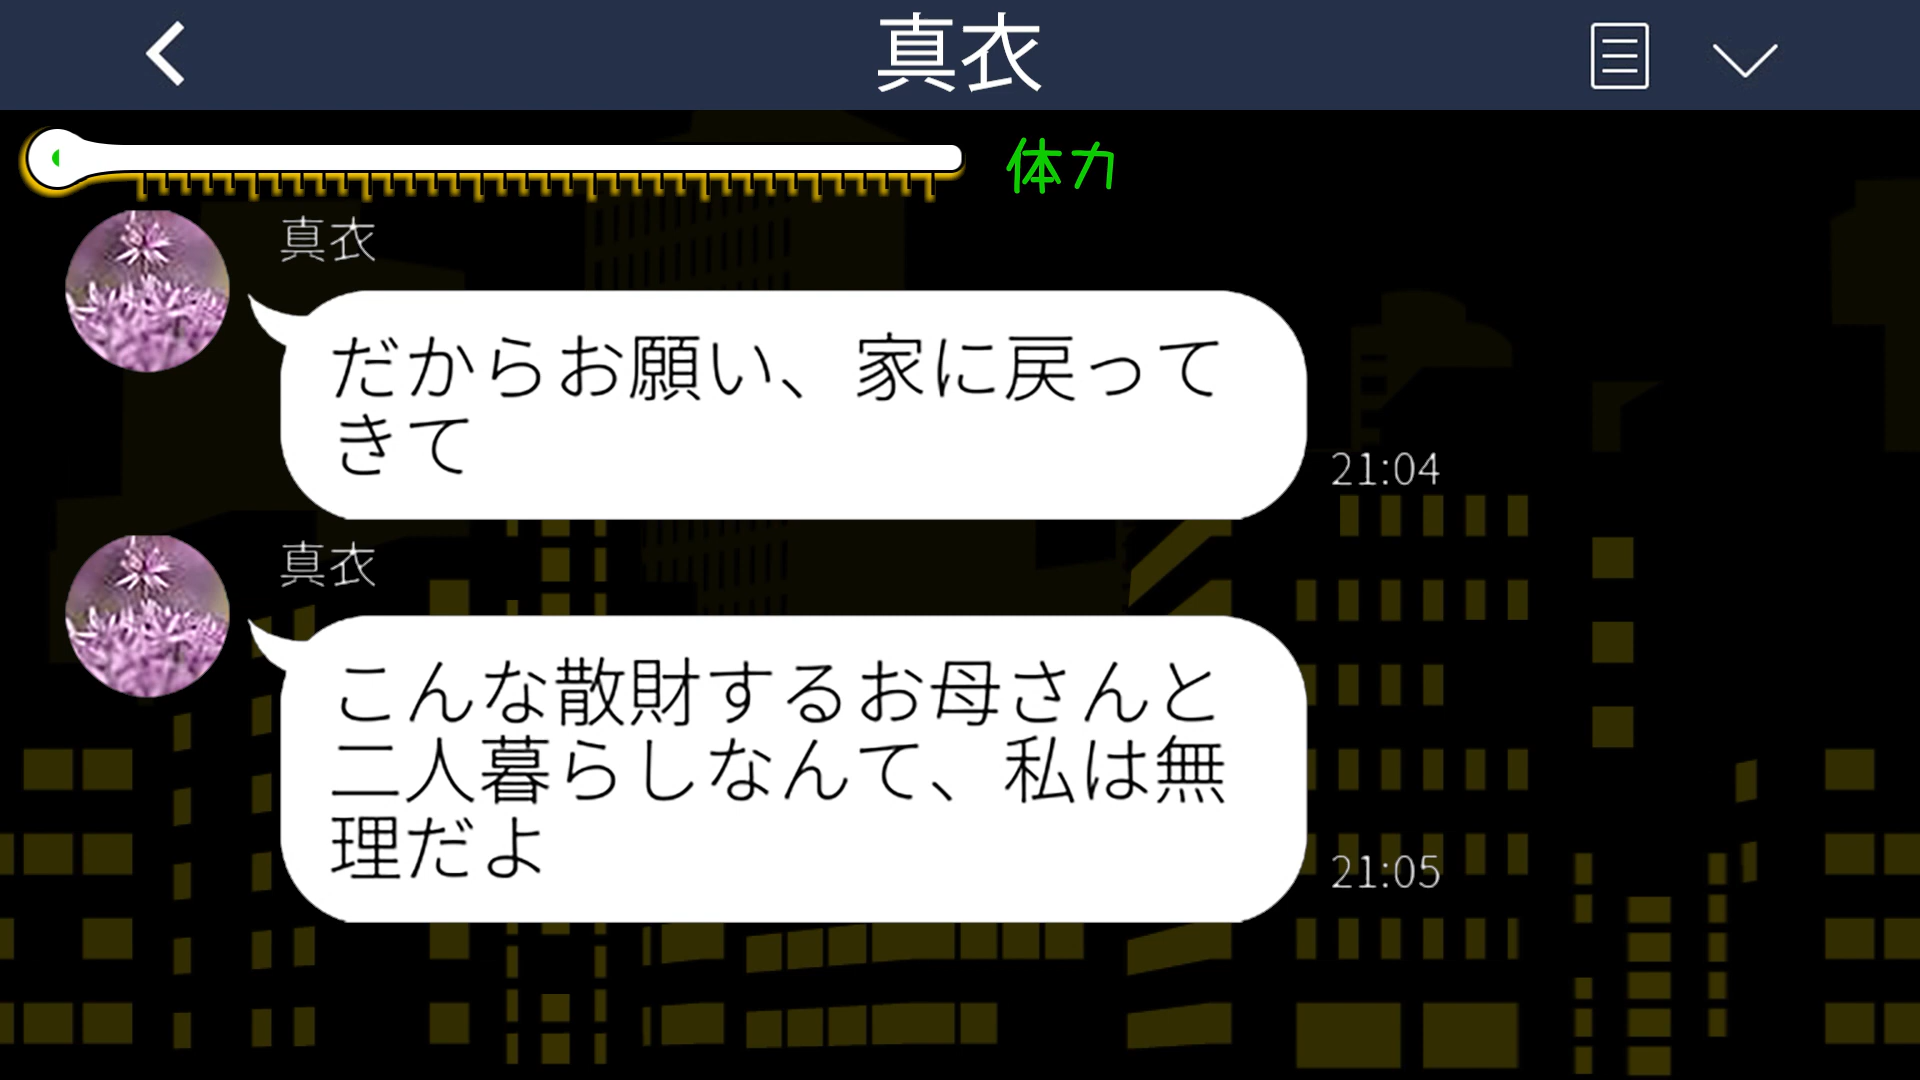 真衣
体力
真衣
だからお願い、家に戻って
きて
21:04
真衣
こんな散財するお母さんと
二人暮らしなんて、私は無
理だよ
21:05